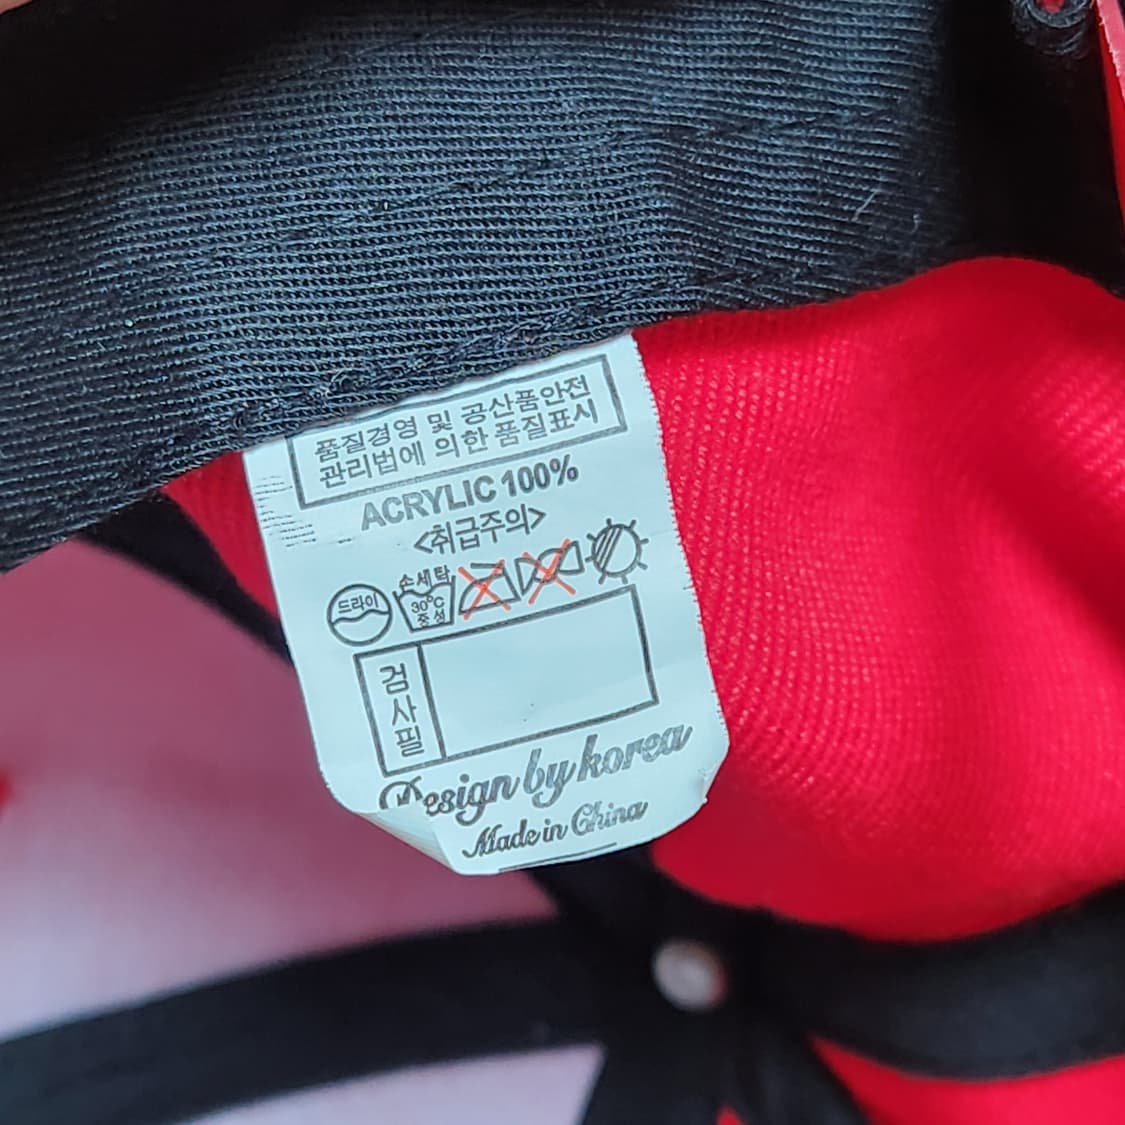 품질경영 및 공산품안전
관리법에 의한 품질표시
ACRYLIC 100%
<취급주의>
드라이
손세탁
30°C
중성
검사필
Design by korea
Made in China